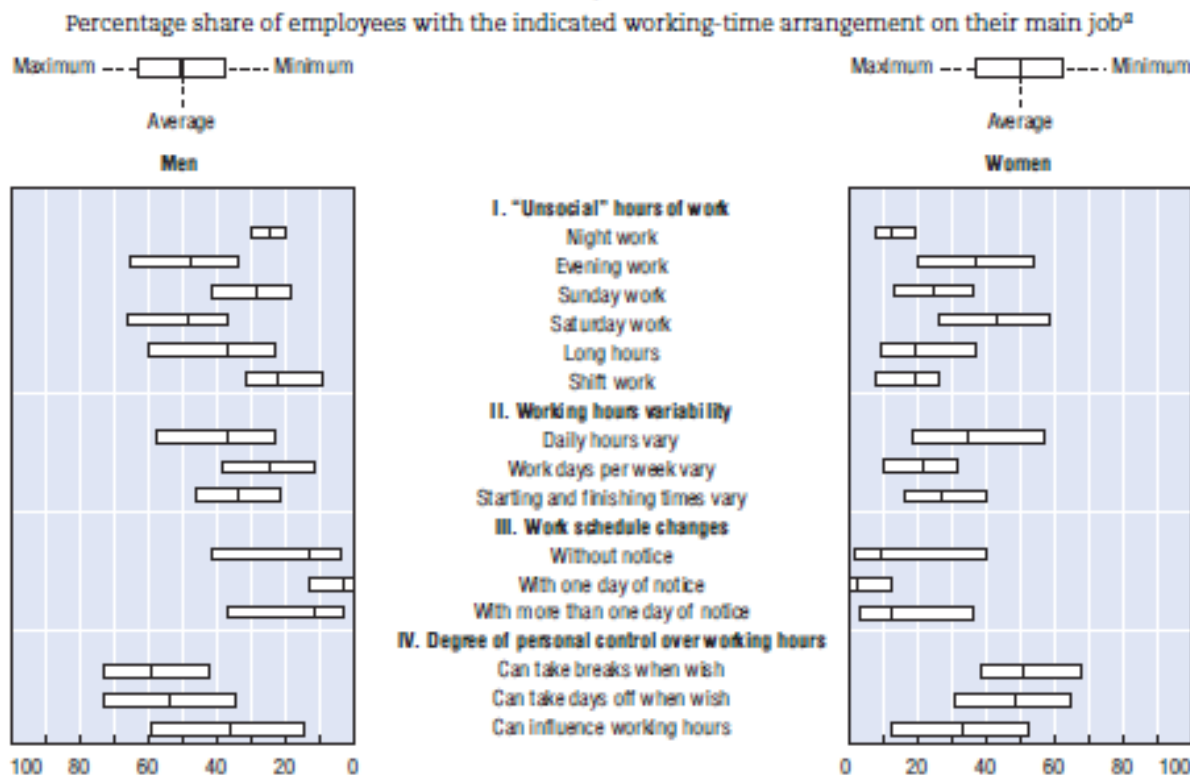 Percentage share of employees with the indicated working-time arrangement on their main jobª
Maximum Minimum
Average
Men
Maximum Minimum
Average
Women
I. "Unsocial" hours of work
Night work
Evening work
Sunday work
Saturday work
Long hours
Shift work
II. Working hours variability
Daily hours vary
Work days per week vary
Starting and finishing times vary
III. Work schedule changes
Without notice
With one day of notice
With more than one day of notice
IV. Degree of personal control over working hours
Can take breaks when wish
Can take days off when wish
Can influence working hours
100 80 60 40 20 0
0 20 40 60 80 100